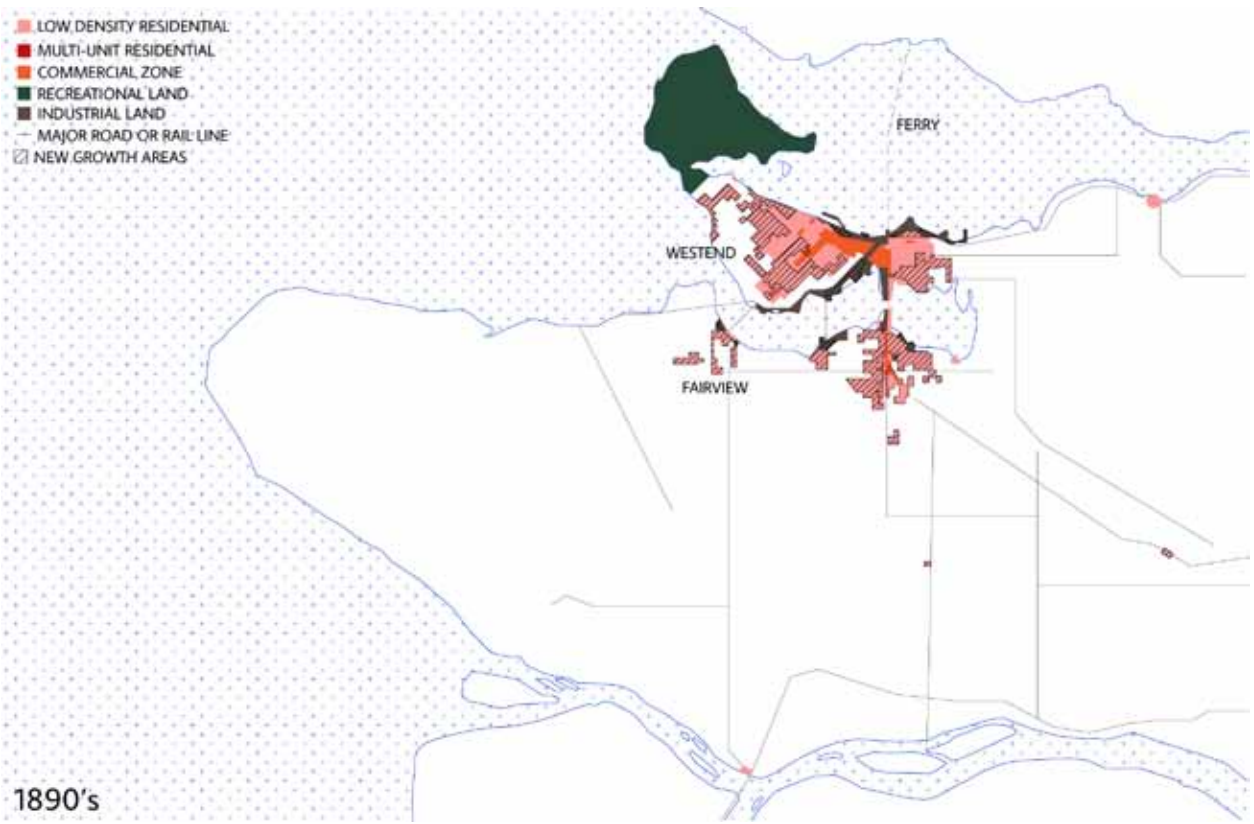 LOW DENSITY RESIDENTIAL
MULTI-UNIT RESIDENTIAL
COMMERCIAL ZONE
RECREATIONAL LAND
INDUSTRIAL LAND
MAJOR ROAD OR RAIL LINE
NEW GROWTH AREAS
FERRY
WESTEND
FAIRVIEW
1890's